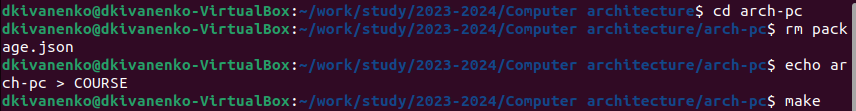 dkivanenko@dkivanenko-VirtualBox:~/work/study/2023-2024/Computer architecture$ cd arch-pc
dkivanenko@dkivanenko-VirtualBox:~/work/study/2023-2024/Computer architecture/arch-pc$ rm pack
age.json
dkivanenko@dkivanenko-VirtualBox:~/work/study/2023-2024/Computer architecture/arch-pc$ echo ar
ch-pc > COURSE
dkivanenko@dkivanenko-VirtualBox:~/work/study/2023-2024/Computer architecture/arch-pc$ make